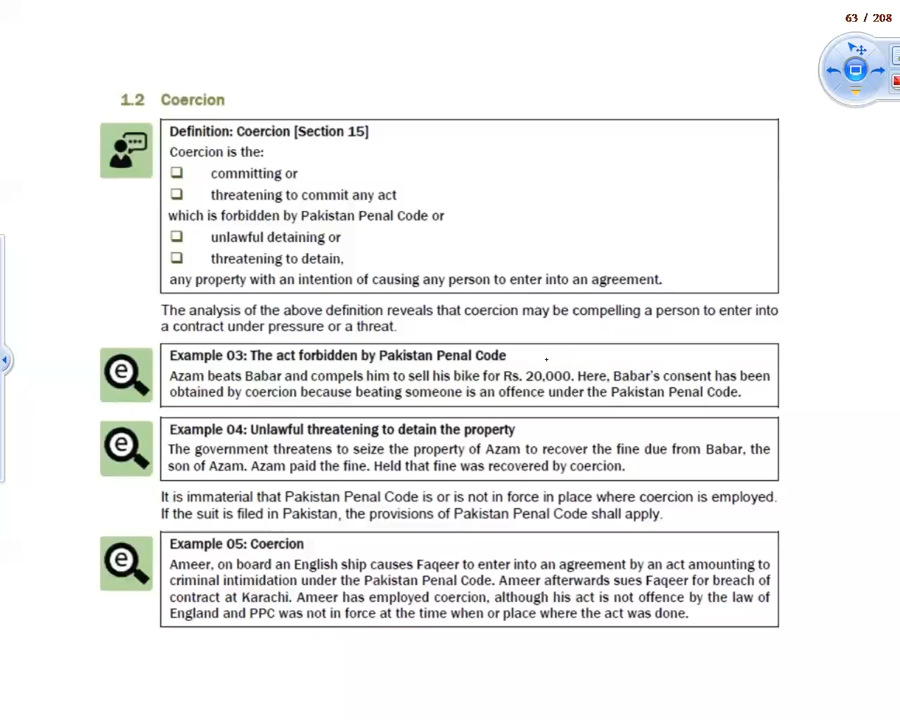 63 / 208
1.2 Coercion
Definition: Coercion [Section 15]
Coercion is the:
❑ committing or
❑ threatening to commit any act
which is forbidden by Pakistan Penal Code or
❑ unlawful detaining or
❑ threatening to detain,
any property with an intention of causing any person to enter into an agreement.
The analysis of the above definition reveals that coercion may be compelling a person to enter into
a contract under pressure or a threat.
Example 03: The act forbidden by Pakistan Penal Code
Azam beats Babar and compels him to sell his bike for Rs. 20,000. Here, Babar's consent has been
obtained by coercion because beating someone is an offence under the Pakistan Penal Code.
Example 04: Unlawful threatening to detain the property
The government threatens to seize the property of Azam to recover the fine due from Babar, the
son of Azam. Azam paid the fine. Held that fine was recovered by coercion.
It is immaterial that Pakistan Penal Code is or is not in force in place where coercion is employed.
If the suit is filed in Pakistan, the provisions of Pakistan Penal Code shall apply.
Example 05: Coercion
Ameer, on board an English ship causes Faqeer to enter into an agreement by an act amounting to
criminal intimidation under the Pakistan Penal Code. Ameer afterwards sues Faqeer for breach of
contract at Karachi. Ameer has employed coercion, although his act is not offence by the law of
England and PPC was not in force at the time when or place where the act was done.